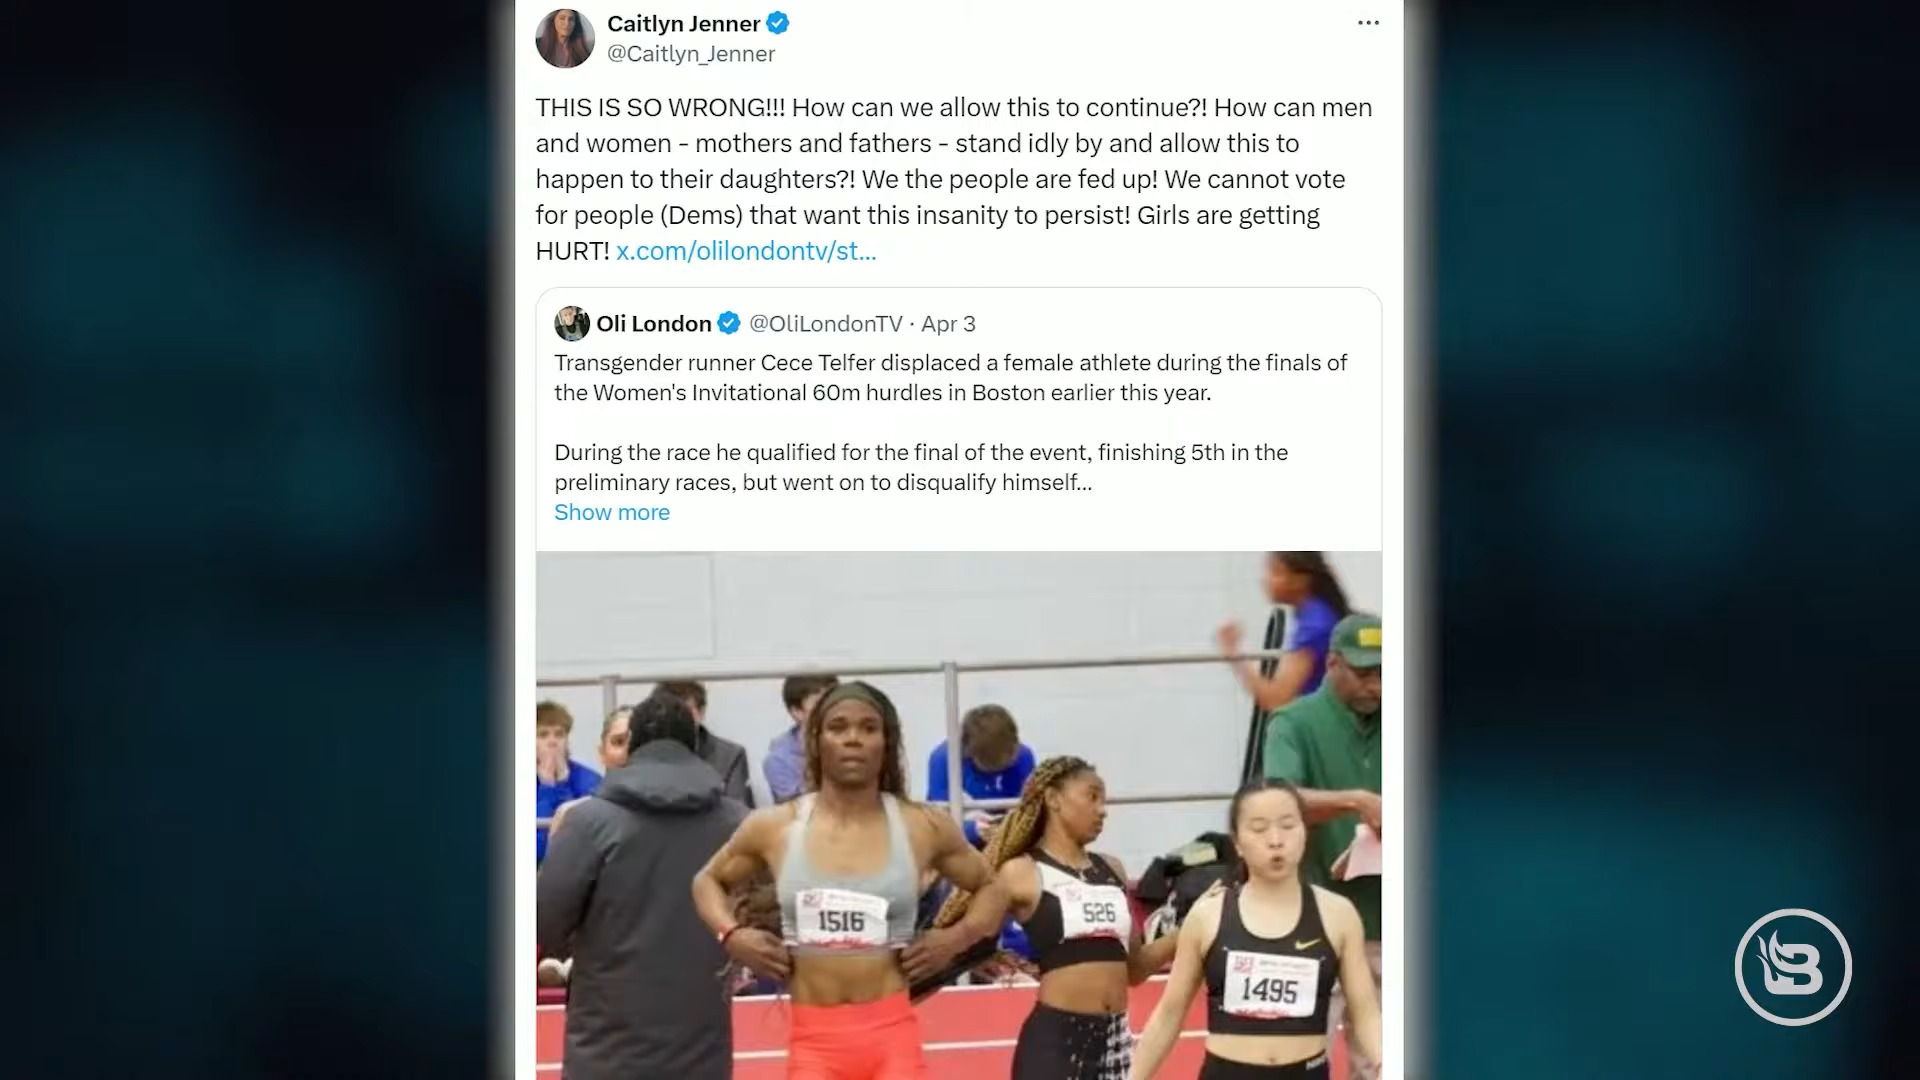 Caitlyn Jenner
@Caitlyn_Jenner
THIS IS SO WRONG!!! How can we allow this to continue?! How can men
and women - mothers and fathers - stand idly by and allow this to
happen to their daughters?! We the people are fed up! We cannot vote
for people (Dems) that want this insanity to persist! Girls are getting
HURT! x.com/olilondontv/st...
Oli London @OliLondonTV · Apr 3
Transgender runner Cece Telfer displaced a female athlete during the finals of
the Women's Invitational 60m hurdles in Boston earlier this year.
During the race he qualified for the final of the event, finishing 5th in the
preliminary races, but went on to disqualify himself...
Show more
1516
526
1495
B